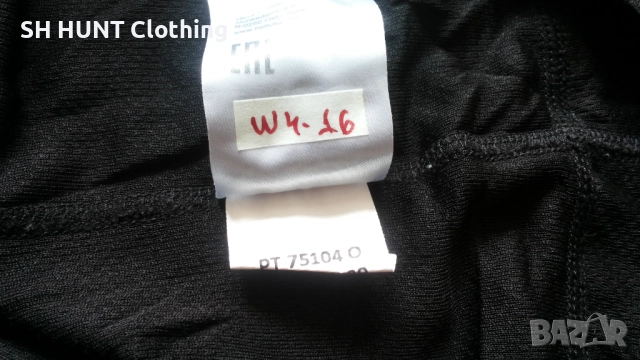 SH HUNT Clothing
EAC
W4-16
PT 75104 O
BAZAR